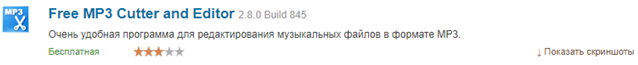 MP3
Free MP3 Cutter and Editor 2.8.0 Build 845
Очень удобная программа для редактирования музыкальных файлов в формате MP3.
Бесплатная
↓ Показать скриншоты